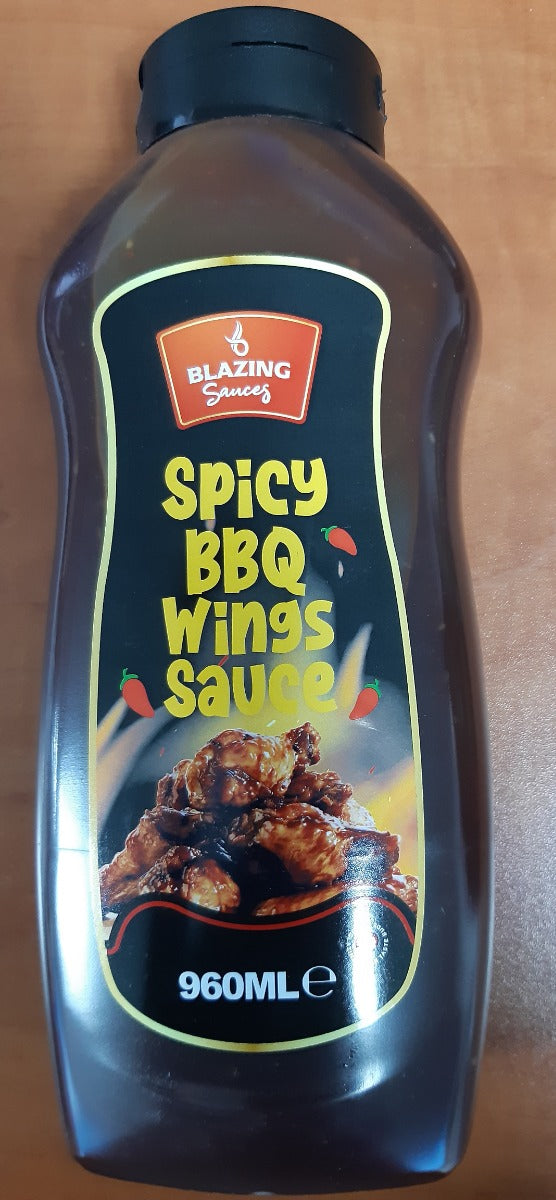 BLAZING
Sauces
Spicy
BBQ
Wings
Sauce
960ML℮